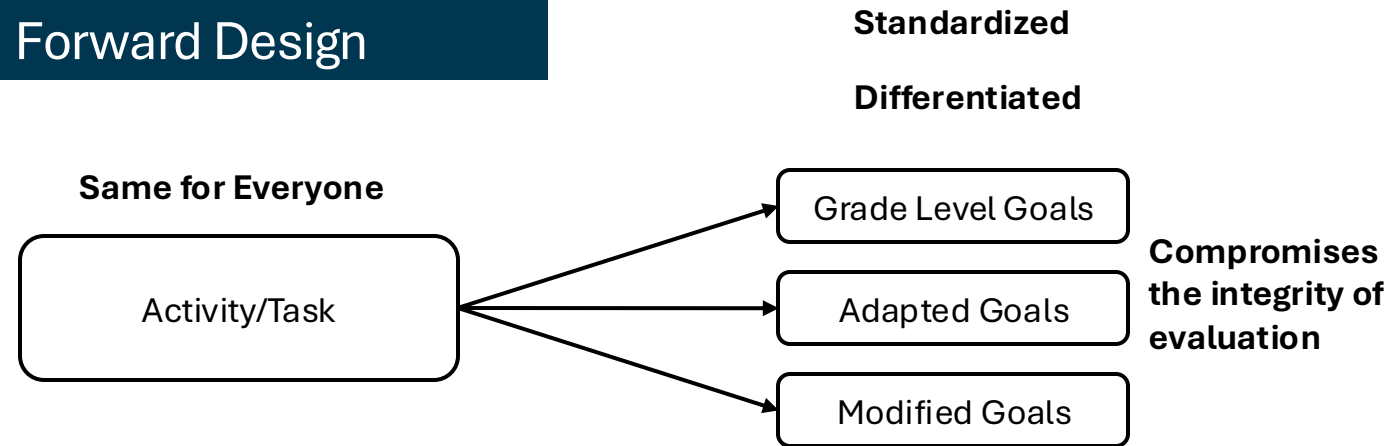 Forward Design
Standardized
Differentiated
Same for Everyone
Activity/Task
Grade Level Goals
Adapted Goals
Modified Goals
Compromises
the integrity of
evaluation